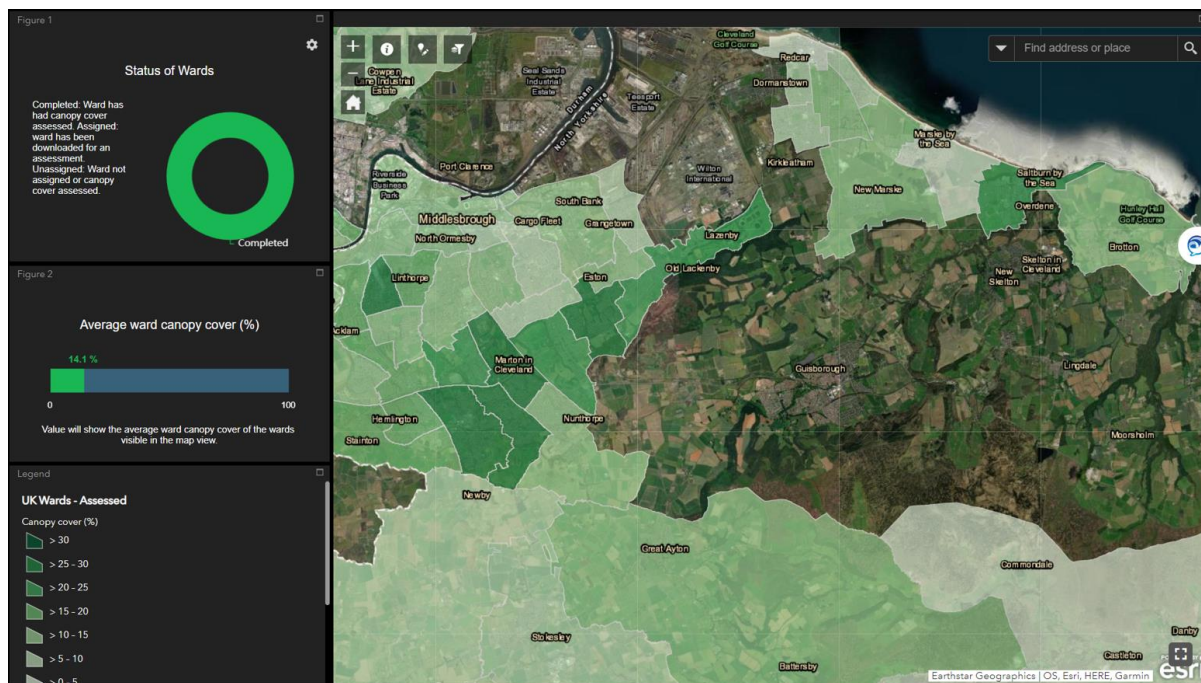 Figure 1
Status of Wards
Completed: Ward has
had canopy cover
assessed. Assigned:
ward has been
downloaded for an
assessment.
Unassigned: Ward not
assigned or canopy
cover assessed.
Completed
Figure 2
Average ward canopy cover (%)
14.1 %
0
100
Value will show the average ward canopy cover of the wards
visible in the map view.
Legend
UK Wards - Assessed
Canopy cover (%)
> 30
> 25 - 30
> 20 - 25
> 15 - 20
> 10 - 15
> 5 - 10
> 0 - 5
Find address or place
Cleveland
Golf Course
Redcar
Cowpen
Lane Industrial
Estate
Seal Sands
Industrial
Estate
Durham
North Yorkshire
Teesport
Estate
Dormanstown
Marske by
the Sea
Port Clarence
Kirkleatham
Riverside
Business
Park
Wilton
International
Saltburn by
the Sea
New Marske
South Bank
Overdene
Hunley Hall
Golf Course
Middlesbrough
Cargo Fleet
Grangetown
North Ormesby
Lazenby
Brotton
Linthorpe
Eston
Old Lackenby
Skelton in
Cleveland
New
Skelton
Acklam
Marton in
Cleveland
Guisborough
Lingdale
Hemlington
Nunthorpe
Stainton
Moorsholm
Newby
Great Ayton
Commondale
Stokesley
Danby
Castleton
Battersby
Earthstar Geographics | OS, Esri, HERE, Garmin
esri